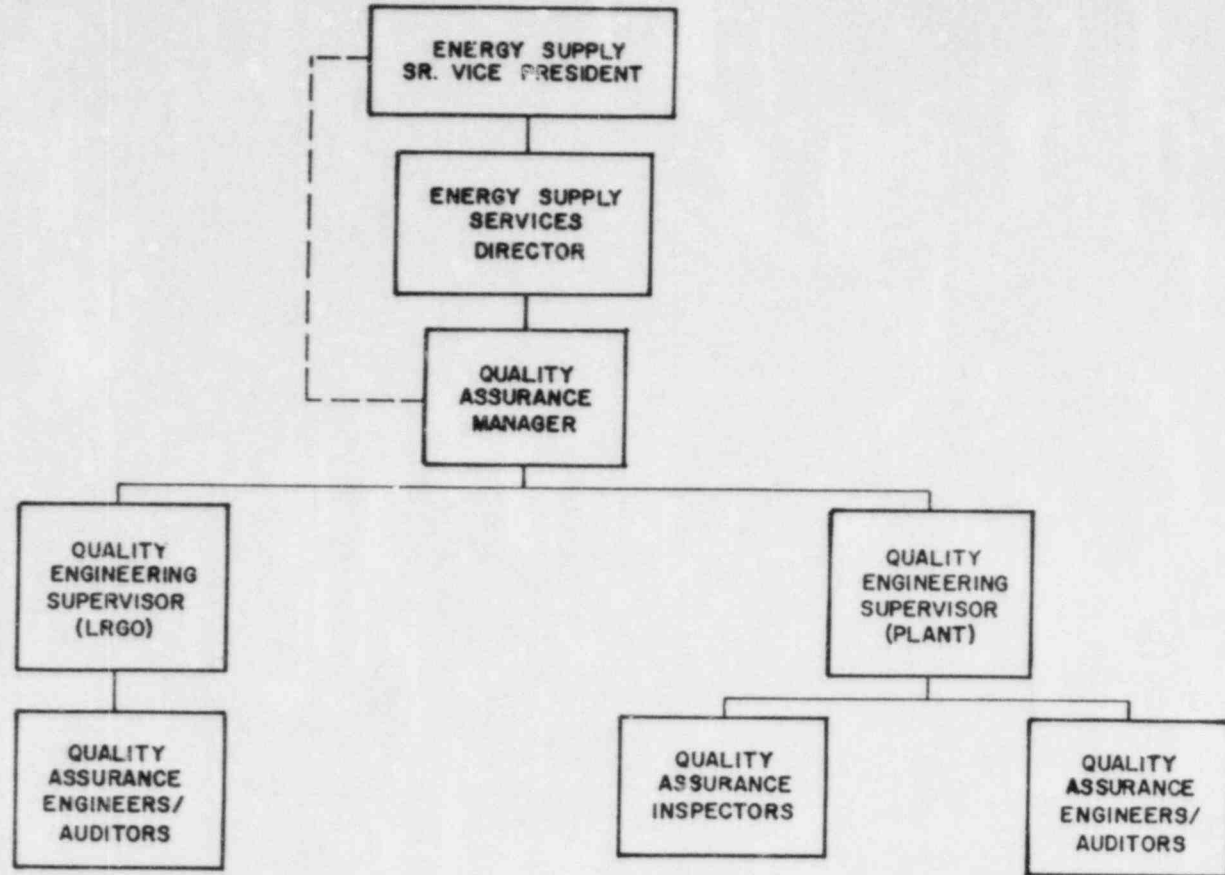 ENERGY SUPPLY
SR. VICE PRESIDENT
ENERGY SUPPLY
SERVICES
DIRECTOR
QUALITY
ASSURANCE
MANAGER
QUALITY
ENGINEERING
SUPERVISOR
(LRGO)
QUALITY
ENGINEERING
SUPERVISOR
(PLANT)
QUALITY
ASSURANCE
ENGINEERS/
AUDITORS
QUALITY
ASSURANCE
INSPECTORS
QUALITY
ASSURANCE
ENGINEERS/
AUDITORS